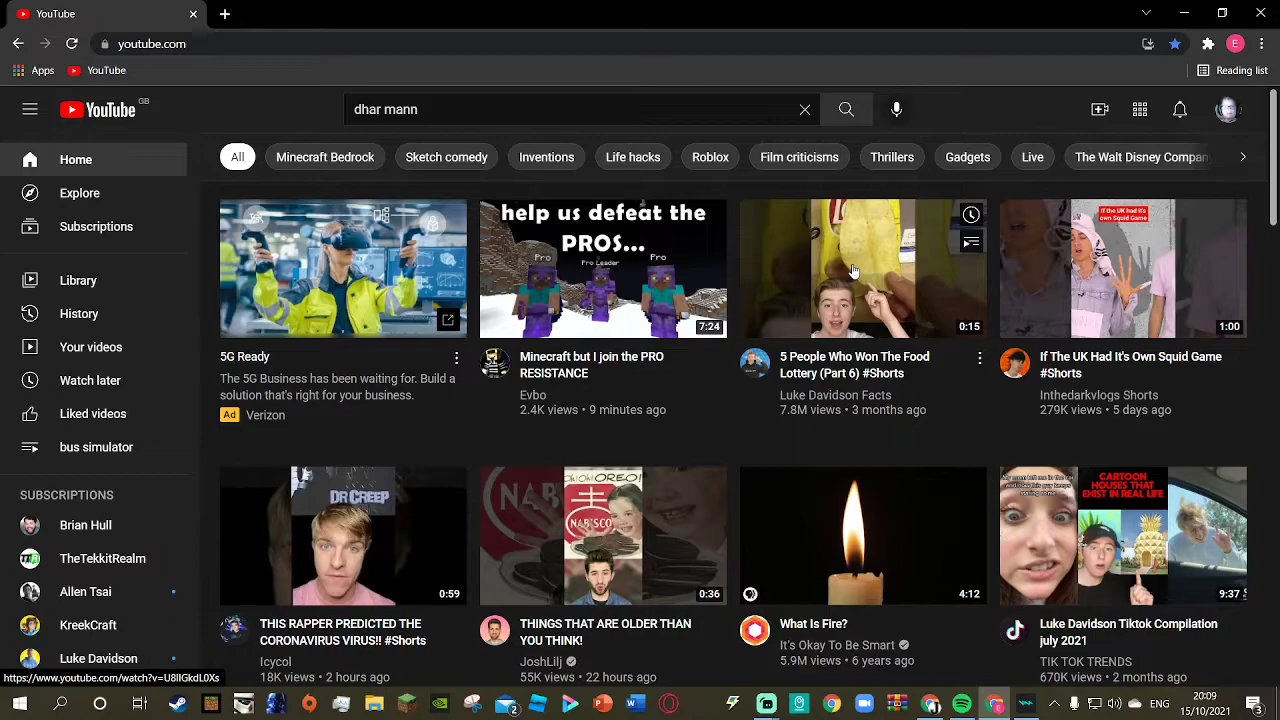 YouTube
youtube.com
Apps
YouTube
Reading list
YouTube GB
dhar mann
All
Minecraft Bedrock
Sketch comedy
Inventions
Life hacks
Roblox
Film criticisms
Thrillers
Gadgets
Live
The Walt Disney Compan
Home
Explore
Subscriptions
Library
History
Your videos
Watch later
Liked videos
bus simulator
SUBSCRIPTIONS
Brian Hull
TheTekkitRealm
Allen Tsai
KreekCraft
Luke Davidson
help us defeat the
PROS...
Pro
Pro Leader
Pro
7:24
0:15
If the UK had it's
own Squid Game
1:00
5G Ready
The 5G Business has been waiting for. Build a
solution that's right for your business.
Ad Verizon
Minecraft but I join the PRO
RESISTANCE
Evbo
2.4K views • 9 minutes ago
5 People Who Won The Food
Lottery (Part 6) #Shorts
Luke Davidson Facts
7.8M views • 3 months ago
If The UK Had It's Own Squid Game
#Shorts
Inthedarkvlogs Shorts
279K views • 5 days ago
DR CREEP
0:59
OH! OH! OREO!
NABISCO
0:36
4:12
CARTOON
HOUSES THAT
EXIST IN REAL LIFE
9:37
THIS RAPPER PREDICTED THE
CORONAVIRUS VIRUS!! #Shorts
Icycol
18K views • 2 hours ago
THINGS THAT ARE OLDER THAN
YOU THINK!
JoshLilj
55K views • 22 hours ago
What Is Fire?
It's Okay To Be Smart
5.9M views • 6 years ago
Luke Davidson Tiktok Compilation
july 2021
TIK TOK TRENDS
670K views • 2 months ago
https://www.youtube.com/watch?v=U8lIGkdL0Xs
ENG
20:09
15/10/2021